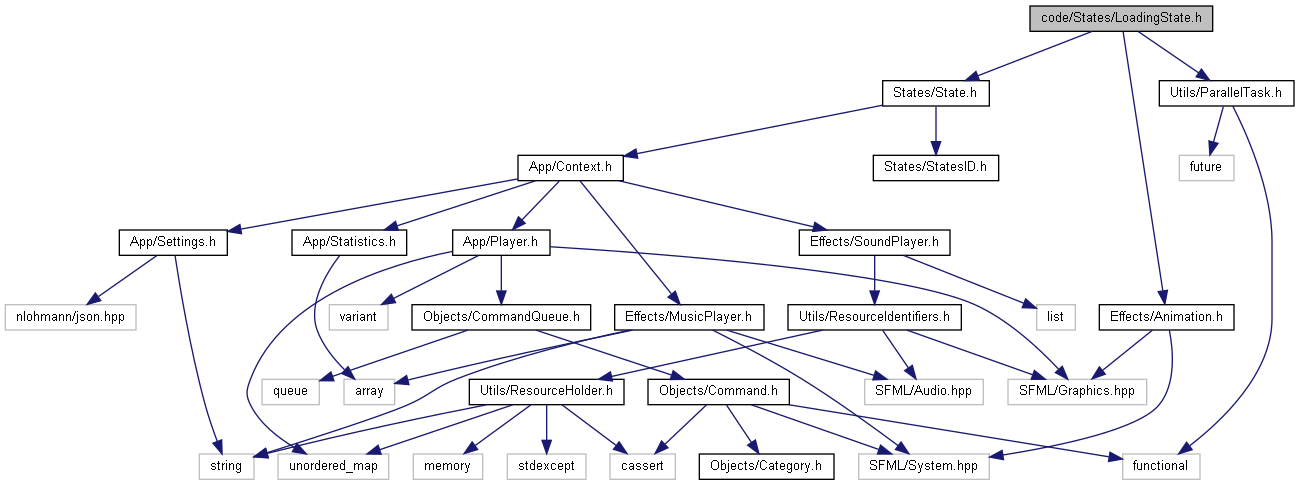 code/States/LoadingState.h
States/State.h
Utils/ParallelTask.h
App/Context.h
States/StatesID.h
future
App/Settings.h
App/Statistics.h
App/Player.h
Effects/SoundPlayer.h
nlohmann/json.hpp
variant
Objects/CommandQueue.h
Effects/MusicPlayer.h
Utils/ResourceIdentifiers.h
list
Effects/Animation.h
queue
array
Utils/ResourceHolder.h
Objects/Command.h
SFML/Audio.hpp
SFML/Graphics.hpp
string
unordered_map
memory
stdexcept
cassert
Objects/Category.h
SFML/System.hpp
functional